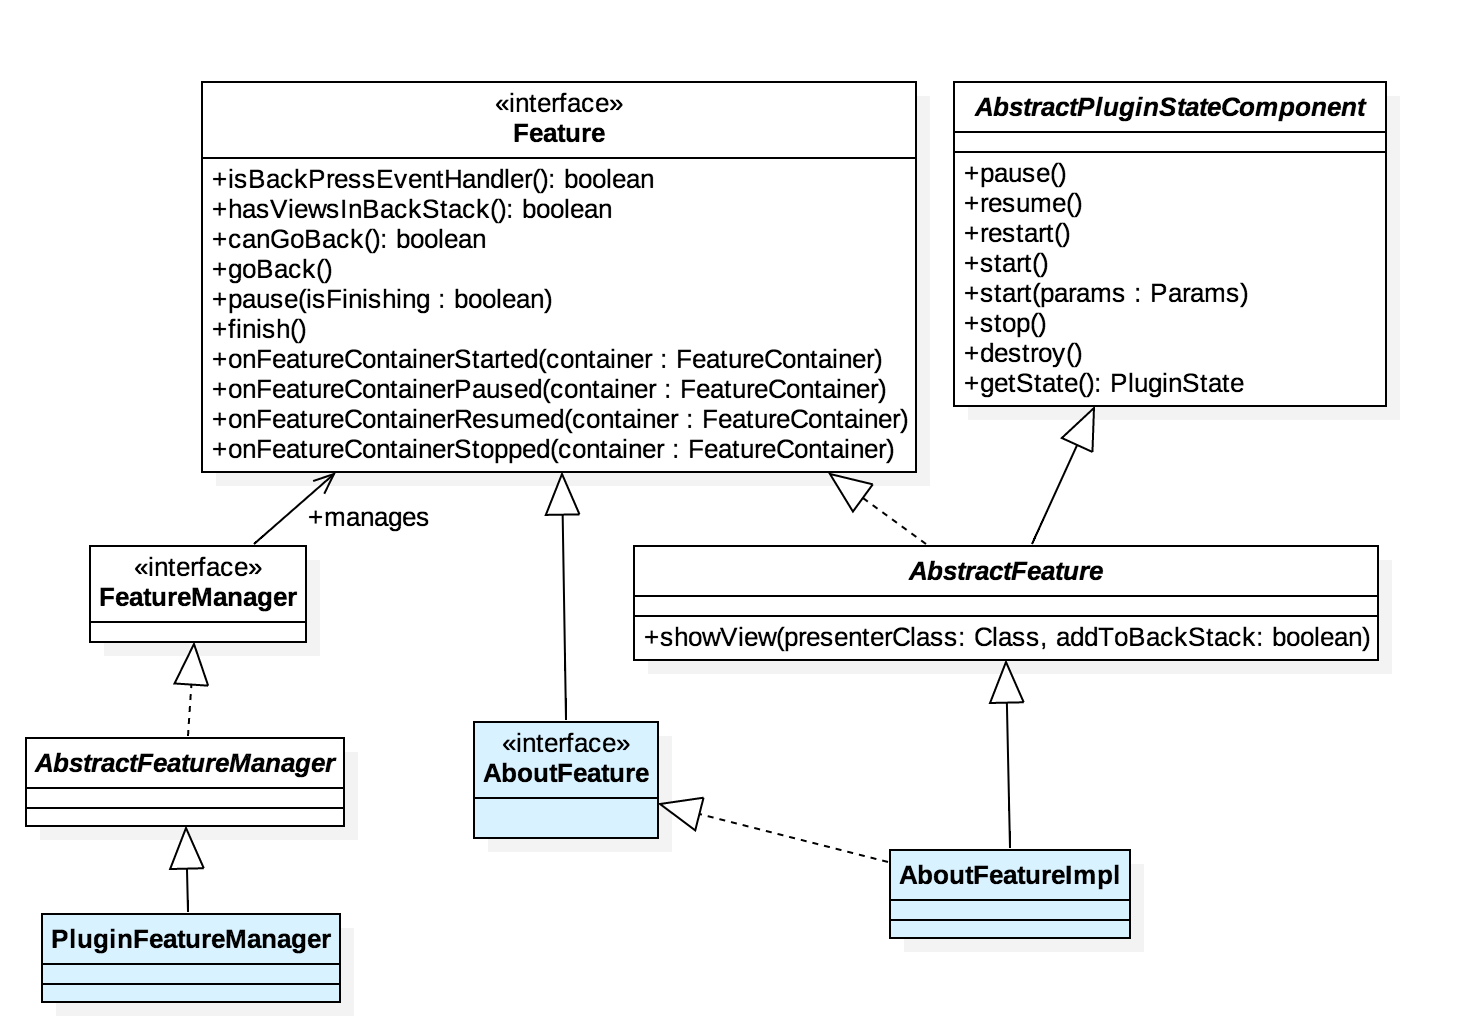 «interface»
Feature
+isBackPressEventHandler(): boolean
+hasViewsInBackStack(): boolean
+canGoBack(): boolean
+goBack()
+pause(isFinishing : boolean)
+finish()
+onFeatureContainerStarted(container : FeatureContainer)
+onFeatureContainerPaused(container : FeatureContainer)
+onFeatureContainerResumed(container : FeatureContainer)
+onFeatureContainerStopped(container : FeatureContainer)
AbstractPluginStateComponent
+pause()
+resume()
+restart()
+start()
+start(params : Params)
+stop()
+destroy()
+getState(): PluginState
+manages
«interface»
FeatureManager
AbstractFeature
+showView(presenterClass: Class, addToBackStack: boolean)
AbstractFeatureManager
«interface»
AboutFeature
AboutFeatureImpl
PluginFeatureManager